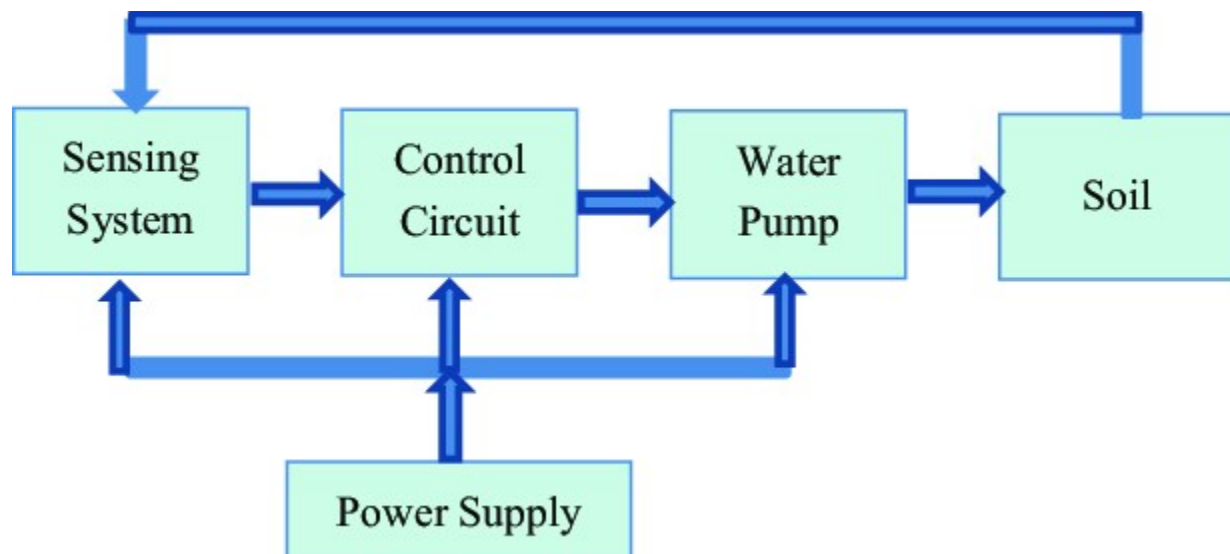 Sensing
System
Control
Circuit
Water
Pump
Soil
Power Supply